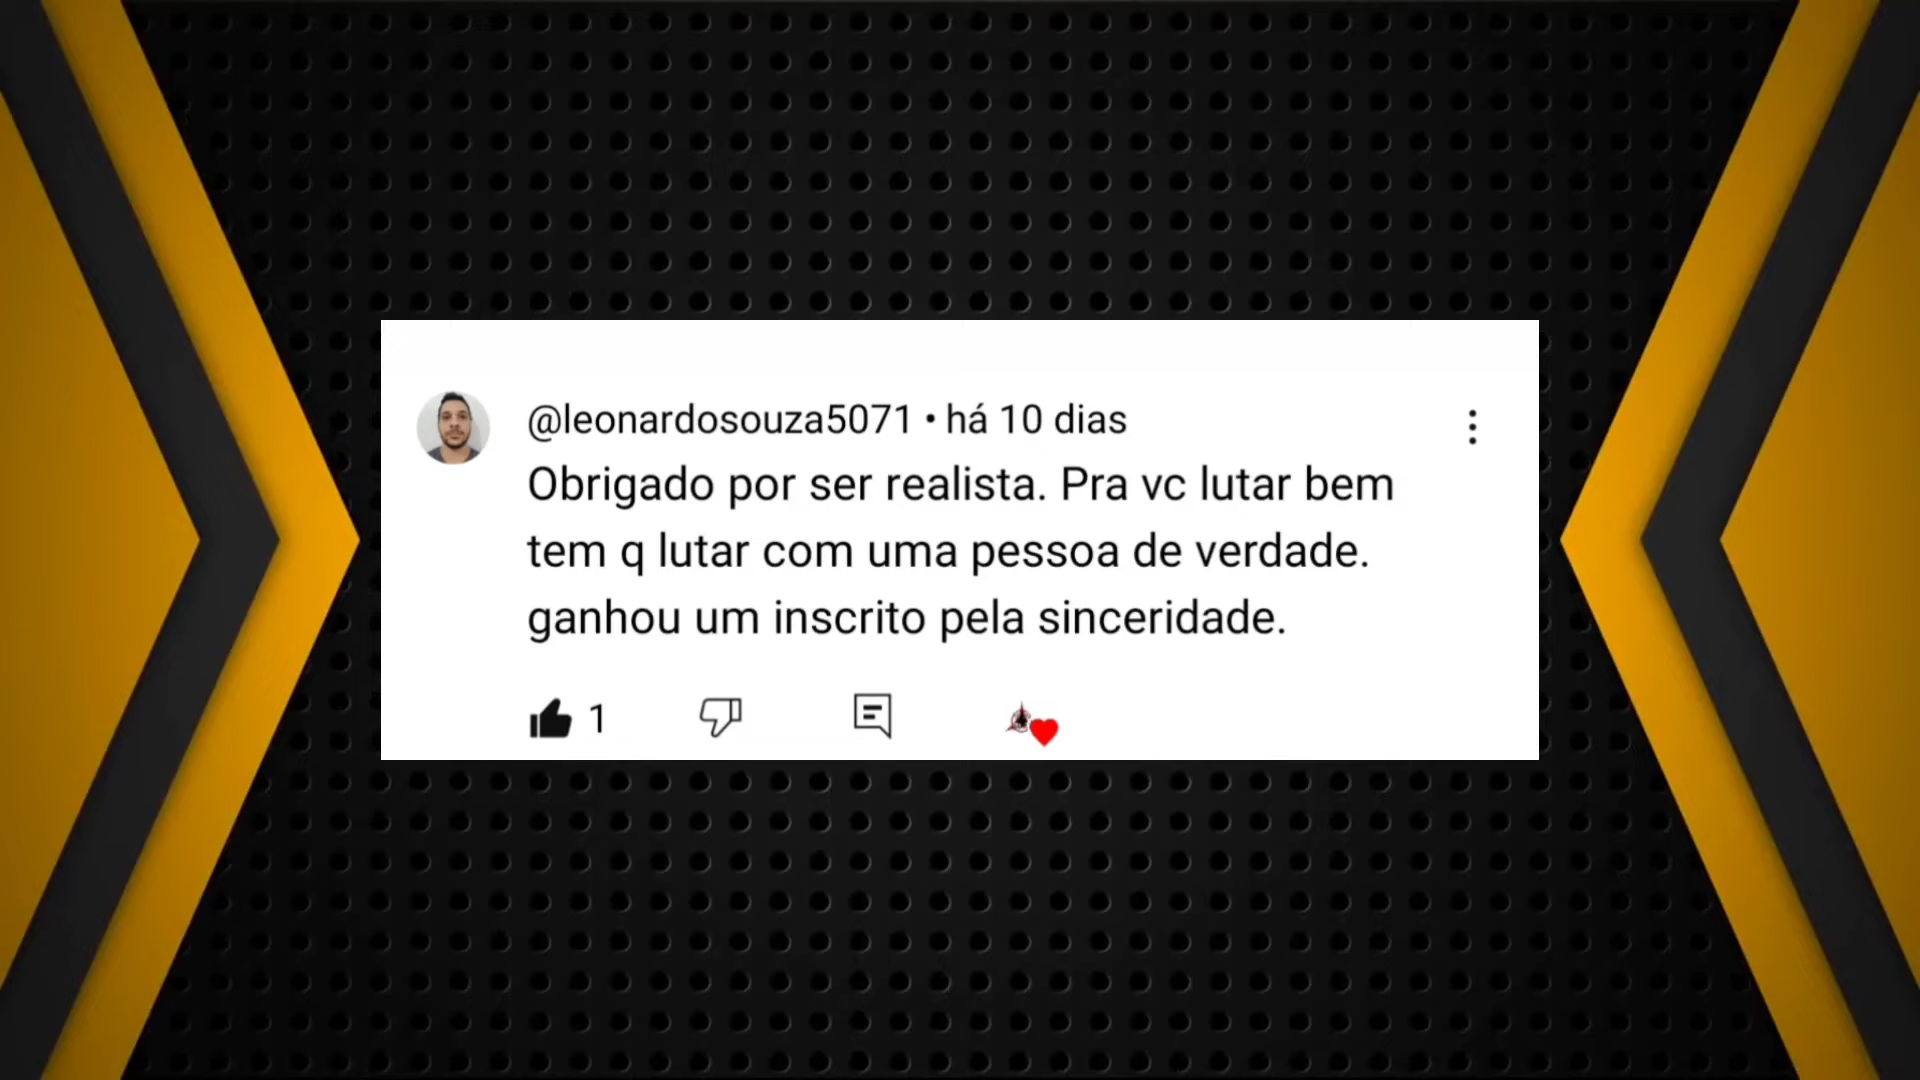 @leonardosouza5071 • há 10 dias
Obrigado por ser realista. Pra vc lutar bem
tem q lutar com uma pessoa de verdade.
ganhou um inscrito pela sinceridade.
1